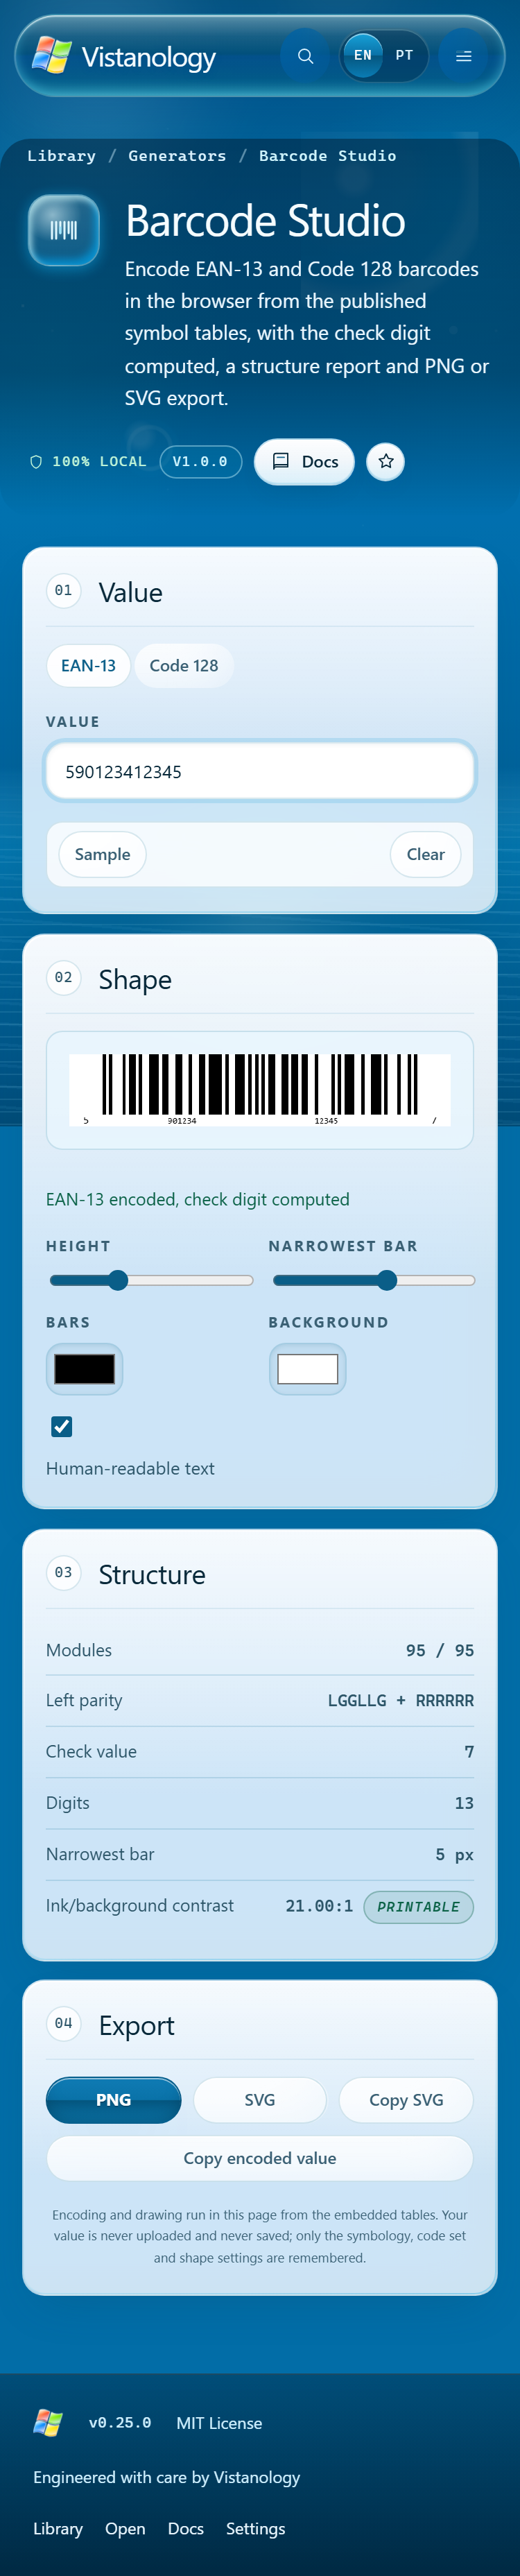 Vistanology
EN PT
Library / Generators / Barcode Studio
Barcode Studio
Encode EAN-13 and Code 128 barcodes
in the browser from the published
symbol tables, with the check digit
computed, a structure report and PNG or
SVG export.
100% LOCAL V1.0.0 Docs
01 Value
EAN-13 Code 128
VALUE
590123412345
Sample Clear
02 Shape
5 901234 12345 7
EAN-13 encoded, check digit computed
HEIGHT NARROWEST BAR
BARS BACKGROUND
Human-readable text
03 Structure
Modules 95 / 95
Left parity LGGLLG + RRRRRR
Check value 7
Digits 13
Narrowest bar 5 px
Ink/background contrast 21.00:1 PRINTABLE
04 Export
PNG SVG Copy SVG
Copy encoded value
Encoding and drawing run in this page from the embedded tables. Your
value is never uploaded and never saved; only the symbology, code set
and shape settings are remembered.
v0.25.0 MIT License
Engineered with care by Vistanology
Library Open Docs Settings